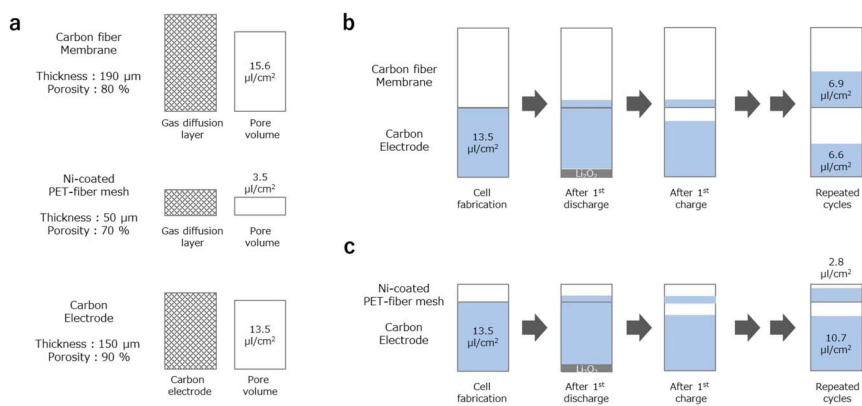 a
Carbon fiber
Membrane
Thickness : 190 μm
Porosity : 80 %
15.6
μl/cm²
Gas diffusion
layer
Pore
volume
Ni-coated
PET-fiber mesh
Thickness : 50 μm
Porosity : 70 %
3.5
μl/cm²
Gas diffusion
layer
Pore
volume
Carbon
Electrode
Thickness : 150 μm
Porosity : 90 %
13.5
μl/cm²
Carbon
electrode
Pore
volume
b
Carbon fiber
Membrane
Carbon
Electrode
13.5
μl/cm²
Li₂O₂
6.9
μl/cm²
6.6
μl/cm²
Cell
fabrication
After 1st
discharge
After 1st
charge
Repeated
cycles
c
2.8
μl/cm²
Ni-coated
PET-fiber mesh
Carbon
Electrode
13.5
μl/cm²
Li₂O₂
10.7
μl/cm²
Cell
fabrication
After 1st
discharge
After 1st
charge
Repeated
cycles